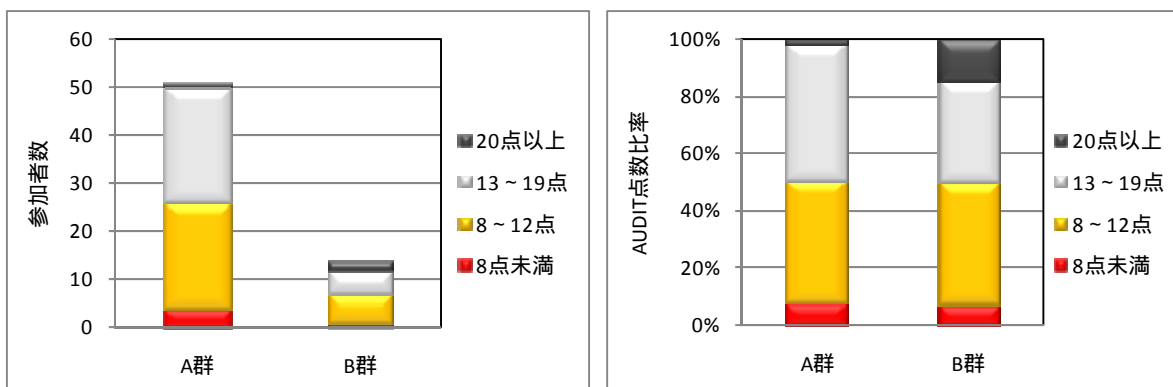 60
50
40
30
20
10
0
参加者数
A群
B群
20点以上
13～19点
8～12点
8点未満
100%
80%
60%
40%
20%
0%
AUDIT点数比率
A群
B群
20点以上
13～19点
8～12点
8点未満